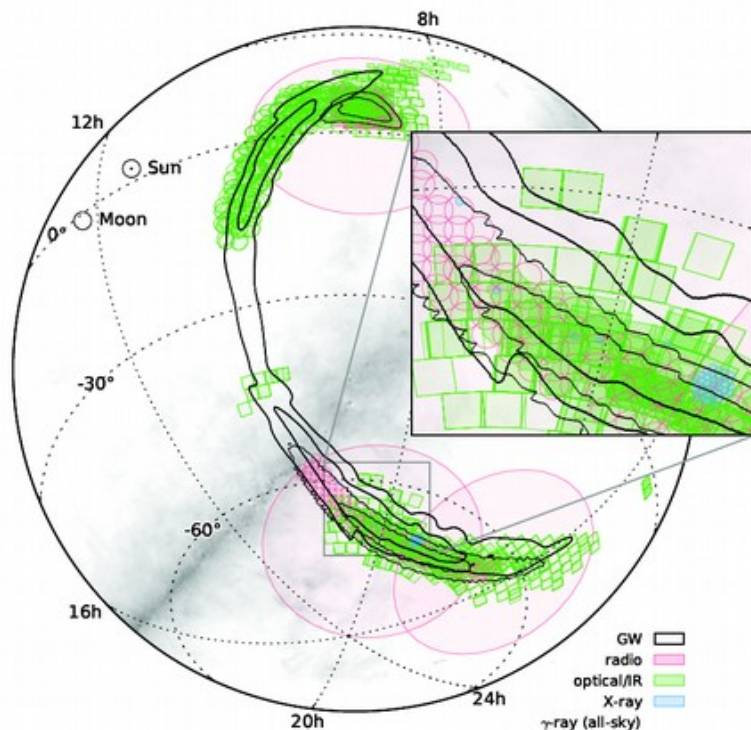 8h
12h
Sun
Moon
0°
-30°
-60°
16h
20h
24h
GW
radio
optical/IR
X-ray
γ-ray (all-sky)